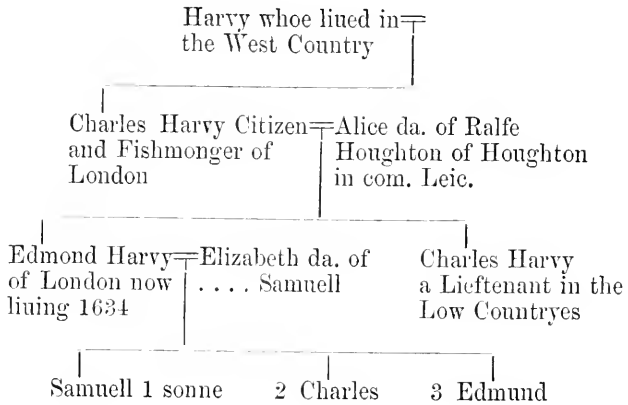 Harvy whoe liued in
the West Country
Charles Harvy Citizen
and Fishmonger of
London
Alice da. of Ralfe
Houghton of Houghton
in com. Leic.
Edmond Harvy
of London now
liuing 1634
Elizabeth da. of
. . . . Samuell
Charles Harvy
a Lieftenant in the
Low Countryes
Samuell 1 sonne 2 Charles 3 Edmund